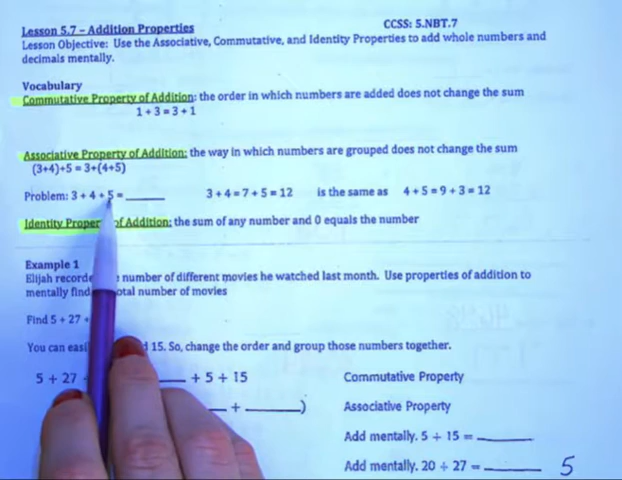 Lesson 5.7 – Addition Properties CCSS: 5.NBT.7
Lesson Objective: Use the Associative, Commutative, and Identity Properties to add whole numbers and
decimals mentally.
Vocabulary
Commutative Property of Addition: the order in which numbers are added does not change the sum
1 + 3 = 3 + 1
Associative Property of Addition: the way in which numbers are grouped does not change the sum
(3+4)+5 = 3+(4+5)
Problem: 3 + 4 + 5 = ______ 3 + 4 = 7 + 5 = 12 is the same as 4 + 5 = 9 + 3 = 12
Identity Proper of Addition: the sum of any number and 0 equals the number
Example 1
Elijah recorde number of different movies he watched last month. Use properties of addition to
mentally find otal number of movies
Find 5 + 27 +
You can easi d 15. So, change the order and group those numbers together.
5 + 27 ____ + 5 + 15 Commutative Property
__ + ______) Associative Property
Add mentally. 5 + 15 = ______
Add mentally. 20 + 27 = ______ 5